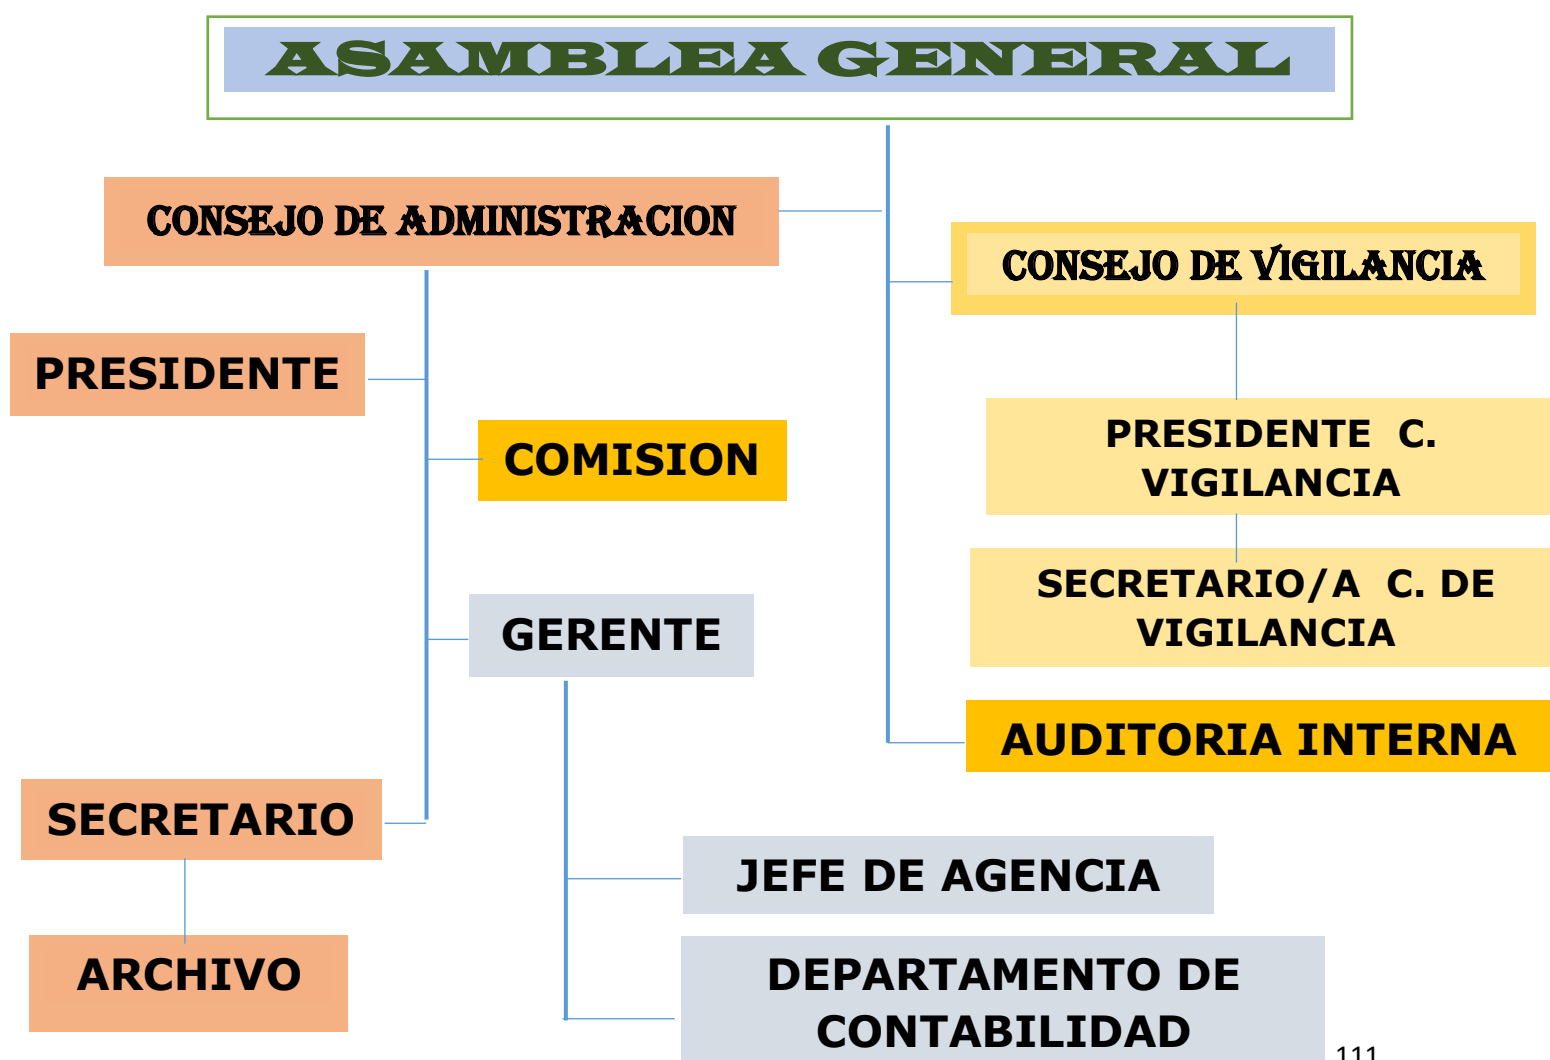 ASAMBLEA GENERAL
CONSEJO DE ADMINISTRACION
CONSEJO DE VIGILANCIA
PRESIDENTE
COMISION
PRESIDENTE C.
VIGILANCIA
SECRETARIO/A C. DE
VIGILANCIA
GERENTE
AUDITORIA INTERNA
SECRETARIO
JEFE DE AGENCIA
ARCHIVO
DEPARTAMENTO DE
CONTABILIDAD
111